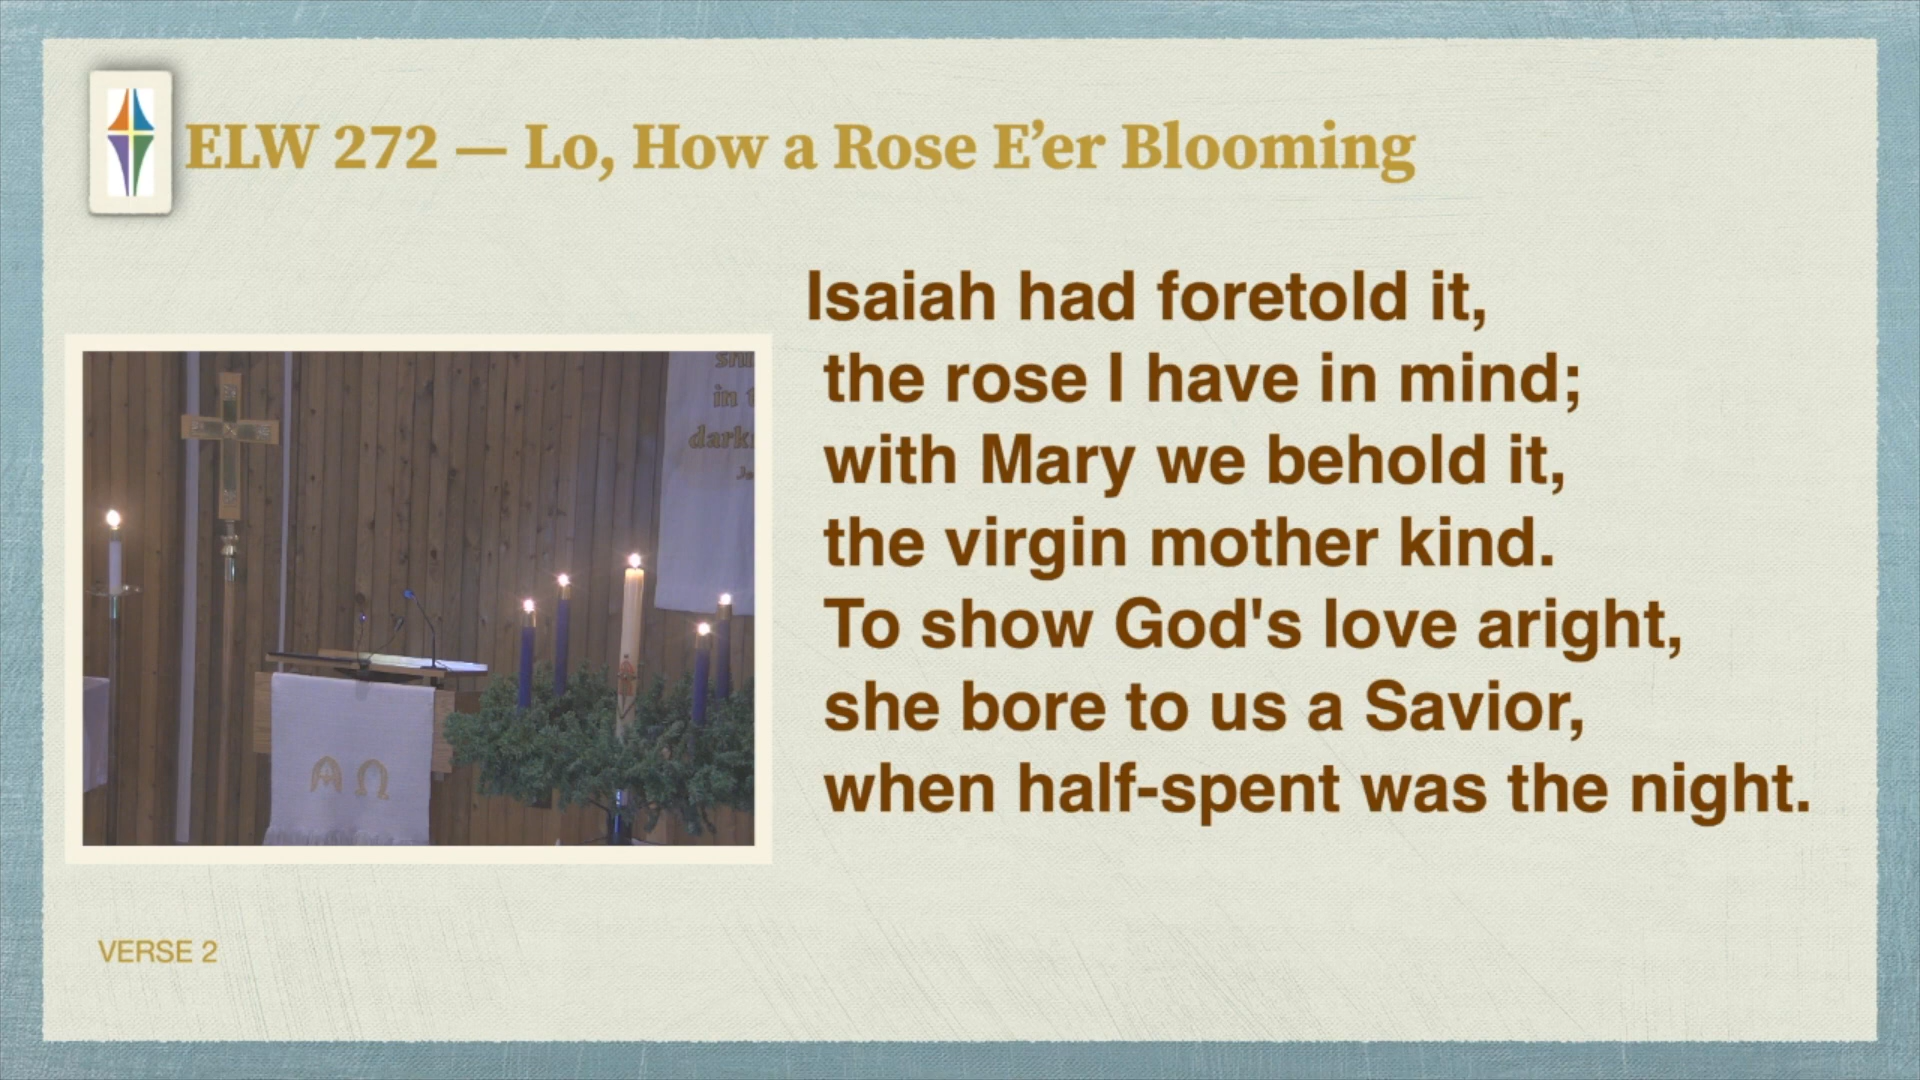 ELW 272 — Lo, How a Rose E’er Blooming
Isaiah had foretold it,
the rose I have in mind;
with Mary we behold it,
the virgin mother kind.
To show God's love aright,
she bore to us a Savior,
when half-spent was the night.
in
Α Ω
VERSE 2